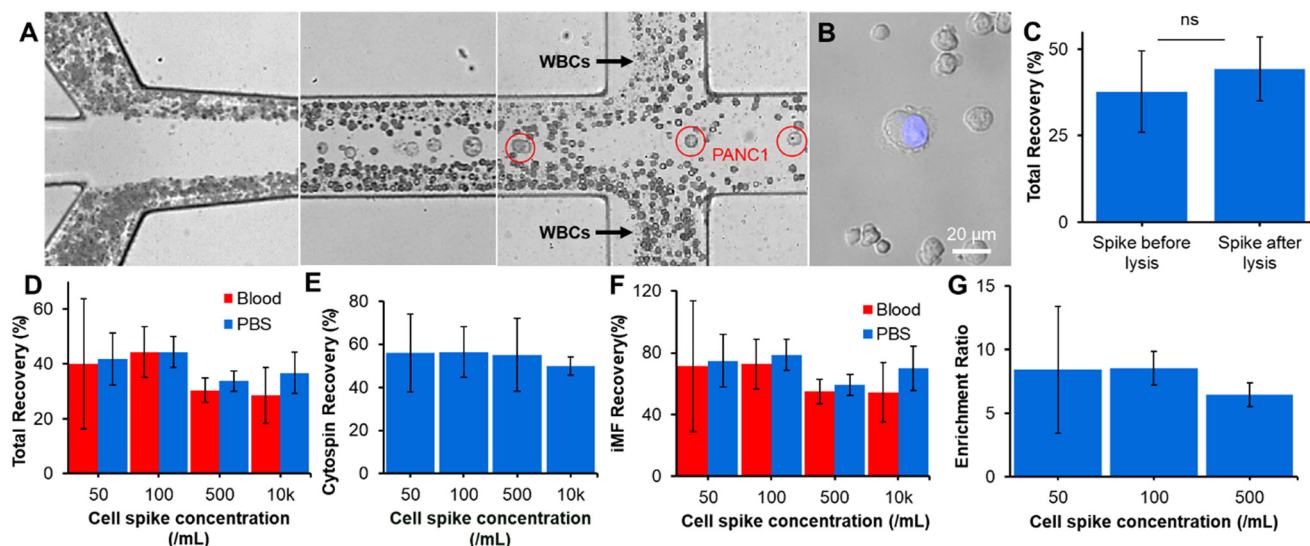 A
WBCs
WBCs
PANC1
B
20 µm
C
Total Recovery (%)
50
25
0
ns
Spike before
lysis
Spike after
lysis
D
Total Recovery (%)
60
40
20
0
Blood
PBS
50
100
500
10k
Cell spike concentration
(/mL)
E
Cytospin Recovery (%)
80
60
40
20
0
50
100
500
10k
Cell spike concentration
(/mL)
F
iMF Recovery(%)
120
80
40
0
Blood
PBS
50
100
500
10k
Cell spike concentration (/mL)
G
Enrichment Ratio
15
10
5
0
50
100
500
Cell spike concentration (/mL)